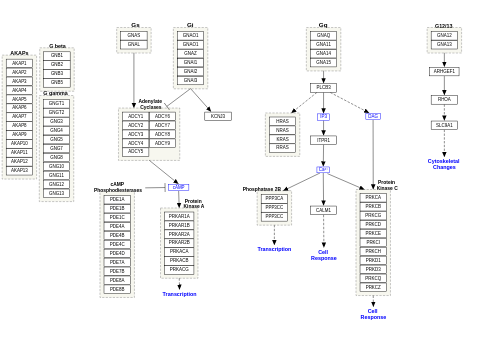 AKAPs
AKAP1
AKAP2
AKAP3
AKAP4
AKAP5
AKAP6
AKAP7
AKAP8
AKAP9
AKAP10
AKAP11
AKAP12
AKAP13
G beta
GNB1
GNB2
GNB3
GNB5
G gamma
GNGT1
GNGT2
GNG3
GNG4
GNG5
GNG7
GNG8
GNG10
GNG11
GNG12
GNG13
Gs
GNAS
GNAL
Gi
GNAO1
GNAO1
GNAZ
GNAI1
GNAI2
GNAI3
Adenylate
Cyclases
ADCY1 ADCY6
ADCY2 ADCY7
ADCY3 ADCY8
ADCY4 ADCY9
ADCY5
KCNJ3
cAMP
Phosphodiesterases
PDE1A
PDE1B
PDE1C
PDE4A
PDE4B
PDE4C
PDE4D
PDE7A
PDE7B
PDE8A
PDE8B
cAMP
Protein
Kinase A
PRKAR1A
PRKAR1B
PRKAR2A
PRKAR2B
PRKACA
PRKACB
PRKACG
Transcription
Gq
GNAQ
GNA11
GNA14
GNA15
PLCB3
HRAS
NRAS
KRAS
RRAS
IP3
DAG
ITPR1
Ca2+
Phosphatase 2B
PPP3CA
PPP3CC
PPP3CC
Transcription
CALM1
Cell
Response
Protein
Kinase C
PRKCA
PRKCB
PRKCG
PRKCD
PRKCE
PRKCI
PRKCH
PRKD1
PRKD3
PRKCQ
PRKCZ
Cell
Response
G12/13
GNA12
GNA13
ARHGEF1
RHOA
SLC9A1
Cytoskeletal
Changes